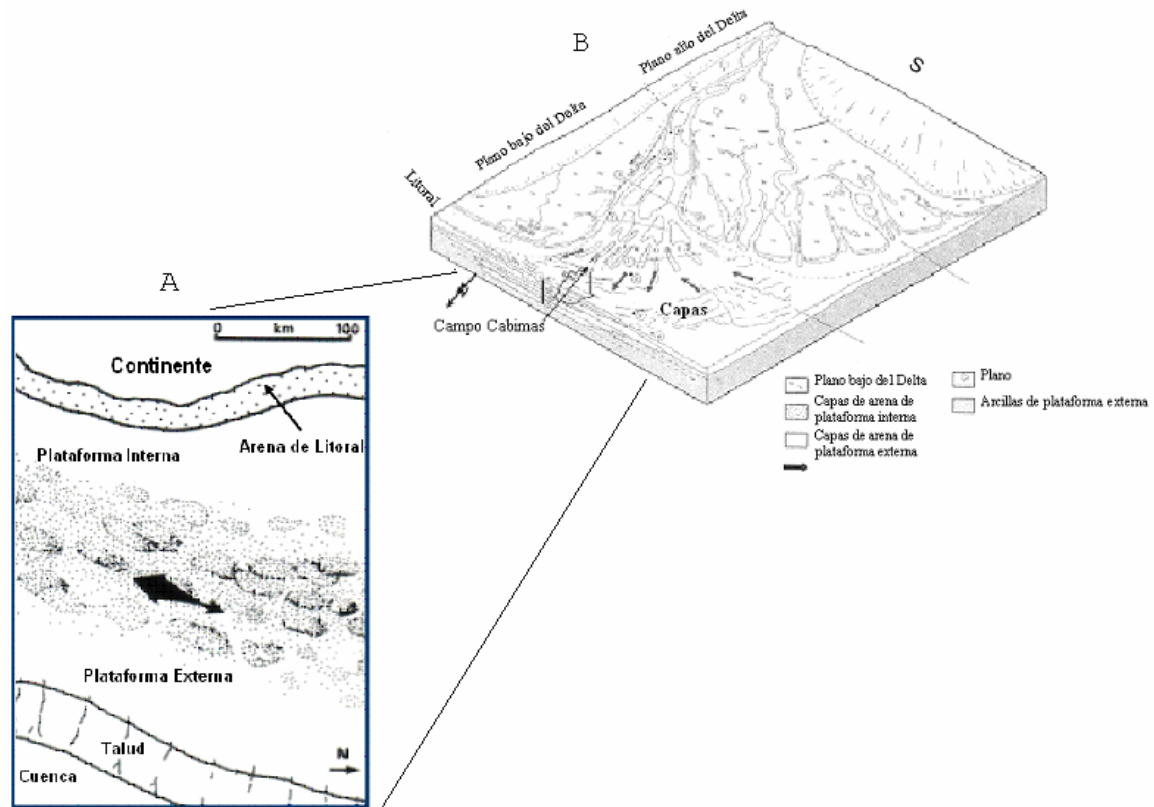 B
Plano alto del Delta
S
Plano bajo del Delta
Litoral
Campo Cabimas
Capas
Plano bajo del Delta
Capas de arena de
plataforma interna
Capas de arena de
plataforma externa
Plano
Arcillas de plataforma externa
A
0 km 100
Continente
Arena de Litoral
Plataforma Interna
Plataforma Externa
Talud
N
Cuenca